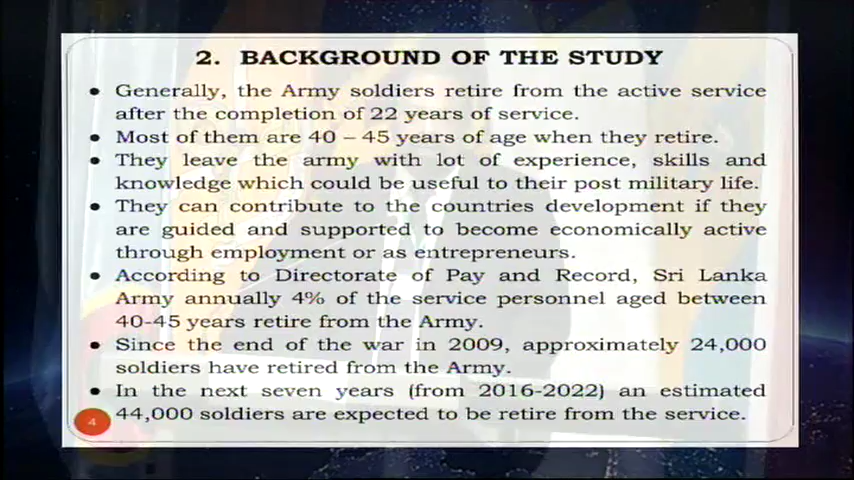 2. BACKGROUND OF THE STUDY
● Generally, the Army soldiers retire from the active service
after the completion of 22 years of service.
● Most of them are 40 – 45 years of age when they retire.
● They leave the army with lot of experience, skills and
knowledge which could be useful to their post military life.
● They can contribute to the countries development if they
are guided and supported to become economically active
through employment or as entrepreneurs.
● According to Directorate of Pay and Record, Sri Lanka
Army annually 4% of the service personnel aged between
40-45 years retire from the Army.
● Since the end of the war in 2009, approximately 24,000
soldiers have retired from the Army.
● In the next seven years (from 2016-2022) an estimated
44,000 soldiers are expected to be retire from the service.
4